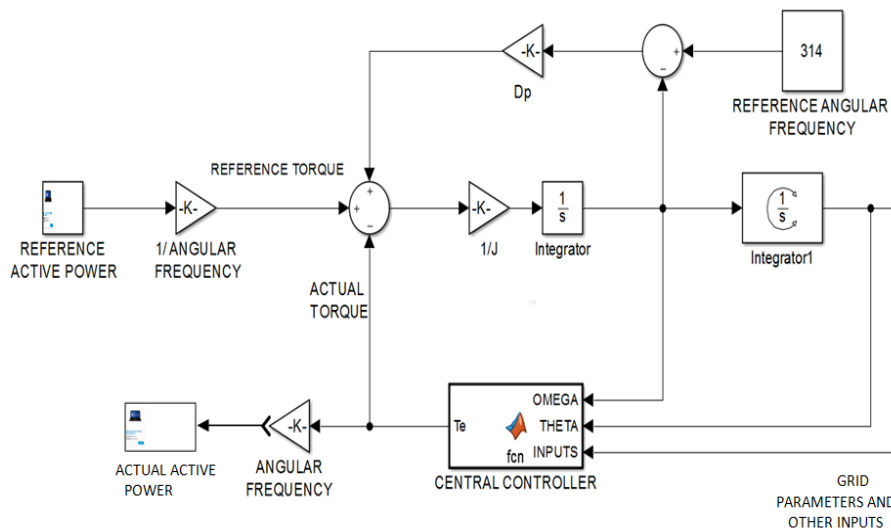 -K-
Dp
+
−
314
REFERENCE ANGULAR
FREQUENCY
REFERENCE TORQUE
REFERENCE
ACTIVE POWER
-K-
1/ ANGULAR
FREQUENCY
+
+
−
-K-
1/J
1
s
Integrator
1
s
Integrator1
ACTUAL
TORQUE
ACTUAL ACTIVE
POWER
-K-
ANGULAR
FREQUENCY
Te
fcn
OMEGA
THETA
INPUTS
CENTRAL CONTROLLER
GRID
PARAMETERS AND
OTHER INPUTS